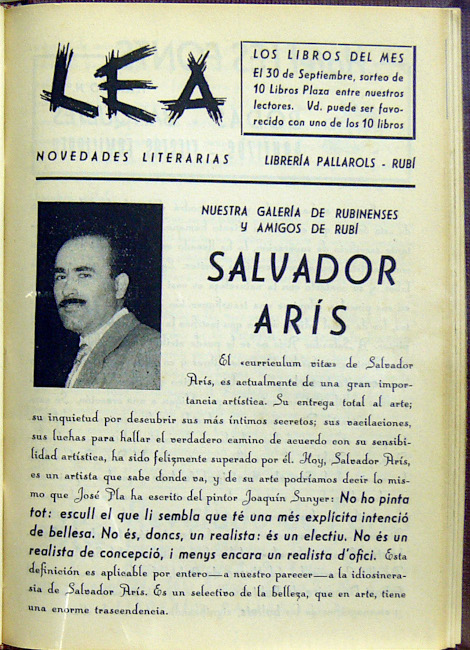 LEA
LOS LIBROS DEL MES
El 30 de Septiembre, sorteo de
10 Libros Plaza entre nuestros
lectores. Vd. puede ser favo-
recido con uno de los 10 libros
NOVEDADES LITERARIAS LIBRERÍA PALLAROLS - RUBÍ
NUESTRA GALERÍA DE RUBINENSES
Y AMIGOS DE RUBÍ
SALVADOR
ARÍS
El «curriculum vitæ» de Salvador
Arís, es actualmente de una gran impor-
tancia artística. Su entrega total al arte;
su inquietud por descubrir sus más íntimos secretos; sus vacilaciones,
sus luchas para hallar el verdadero camino de acuerdo con su sensibi-
lidad artística, ha sido felizmente superado por él. Hoy, Salvador Arís,
es un artista que sabe donde va, y de su arte podríamos decir lo mis-
mo que José Pla ha escrito del pintor Joaquín Sunyer: No ho pinta
tot: escull el que li sembla que té una més explícita intenció
de bellesa. No és, doncs, un realista: és un electiu. No és un
realista de concepció, i menys encara un realista d'ofici. Esta
definición es aplicable por entero—a nuestro parecer—a la idiosincra-
sia de Salvador Arís. Es un selectivo de la belleza, que en arte, tiene
una enorme trascendencia.